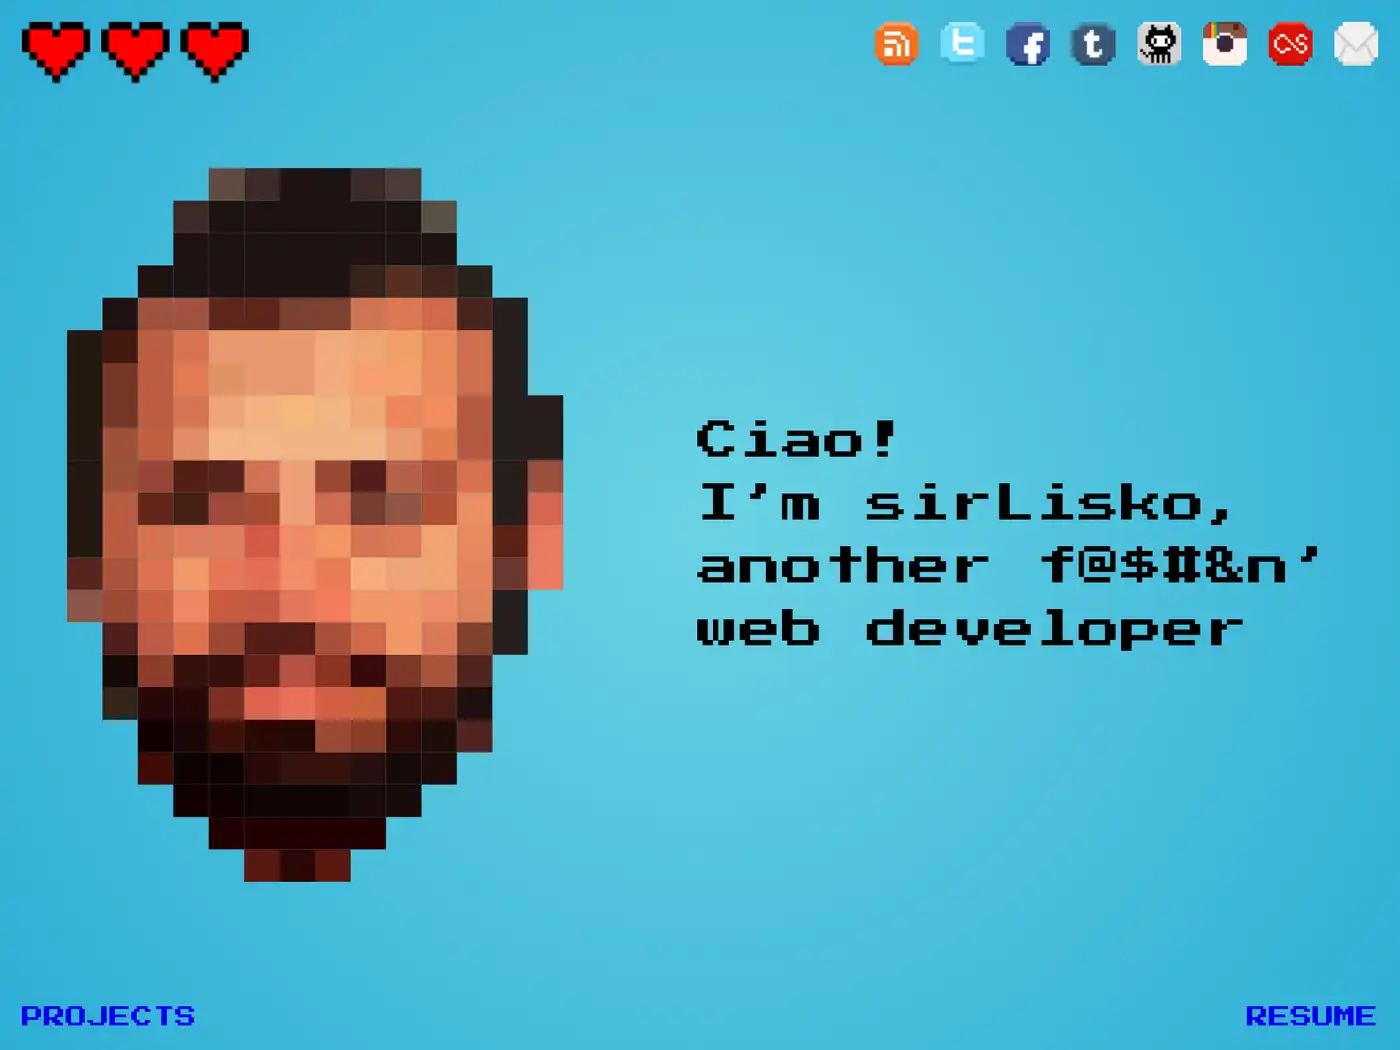 Ciao!
I’m sirLisko,
another f@$#&n’
web developer
PROJECTS
RESUME